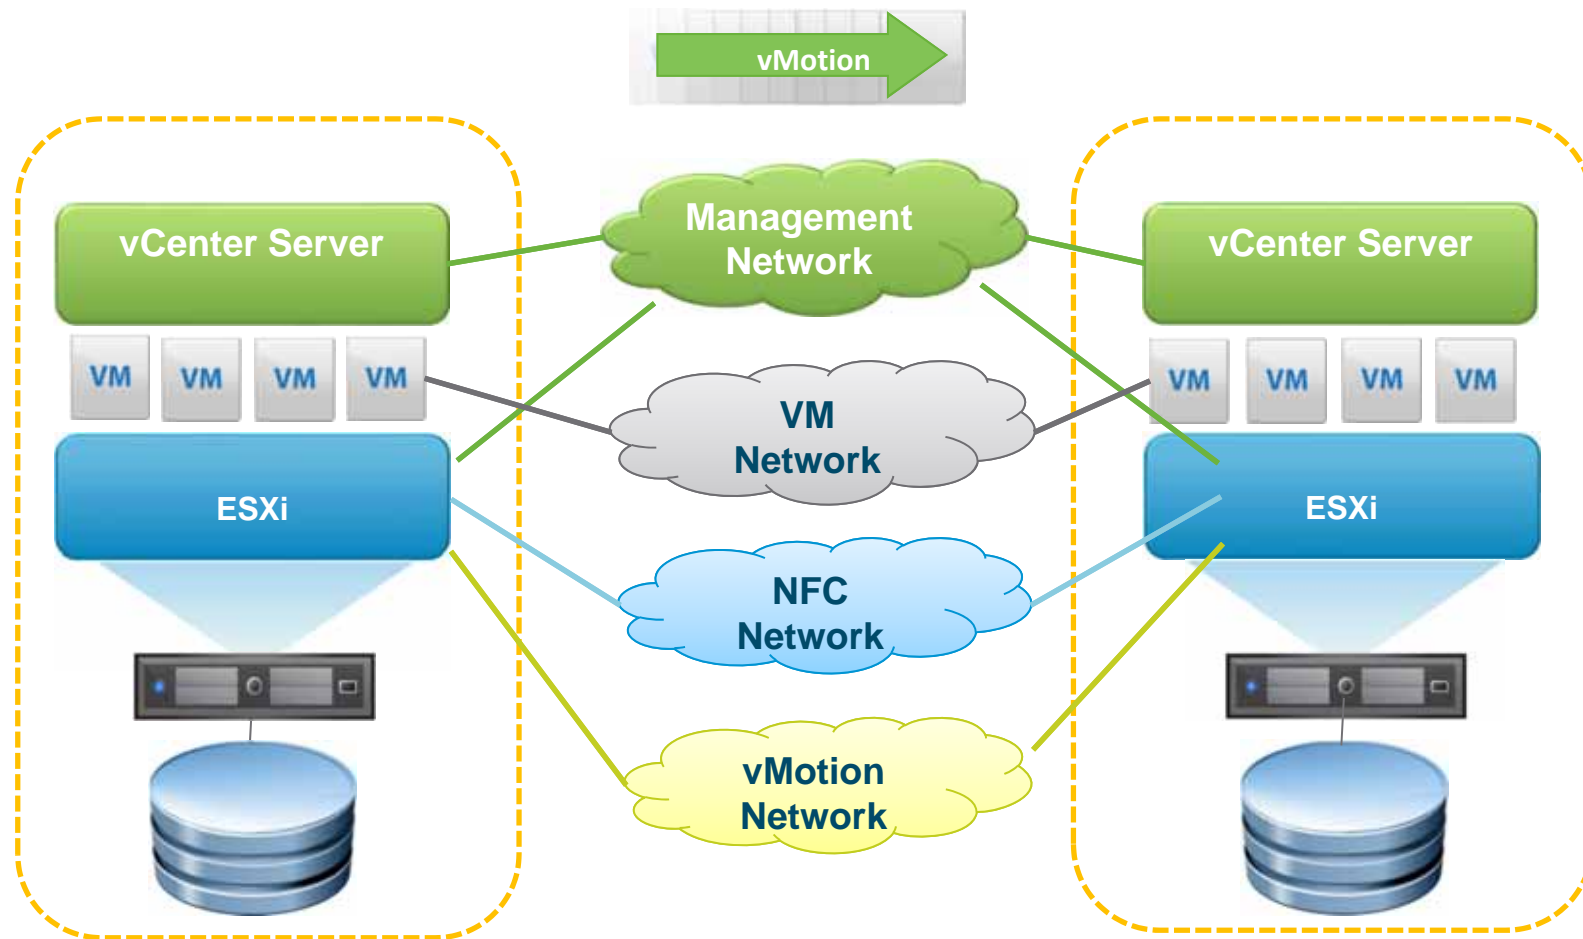 vMotion
vCenter Server
Management
Network
vCenter Server
VM
VM
VM
VM
VM
Network
VM
VM
VM
VM
ESXi
ESXi
NFC
Network
vMotion
Network